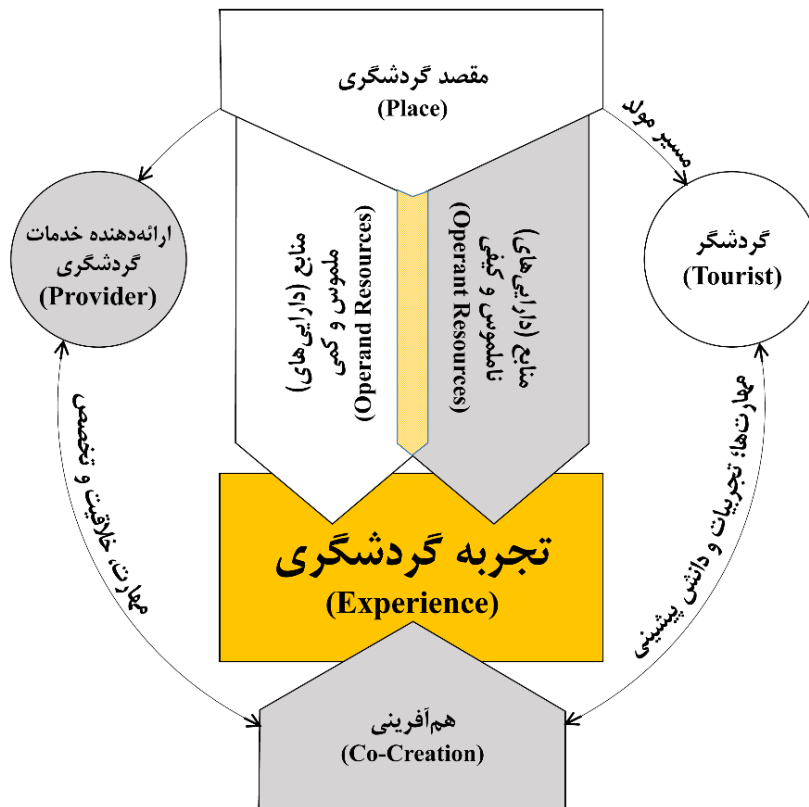 مقصد گردشگری
(Place)
مسیر مولد
ارائه‌دهنده خدمات
گردشگری
(Provider)
گردشگر
(Tourist)
منابع (دارایی‌های)
ملموس و کمی
(Operand Resources)
منابع (دارایی‌های)
ناملموس و کیفی
(Operant Resources)
مهارت، خلاقیت و تخصص
مهارت‌ها؛ تجربیات و دانش پیشینی
تجربه گردشگری
(Experience)
هم‌آفرینی
(Co-Creation)